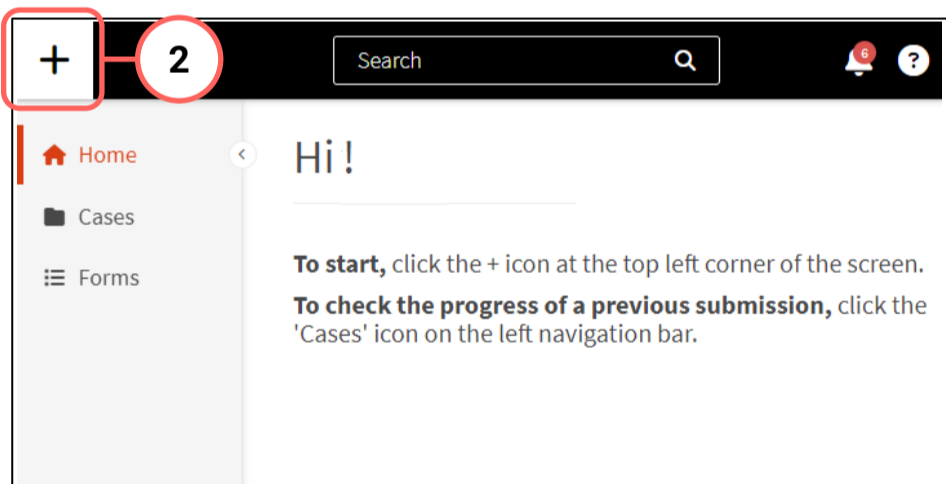 +
2
Search
6
?
Home
Hi!
Cases
Forms
To start, click the + icon at the top left corner of the screen.
To check the progress of a previous submission, click the
'Cases' icon on the left navigation bar.